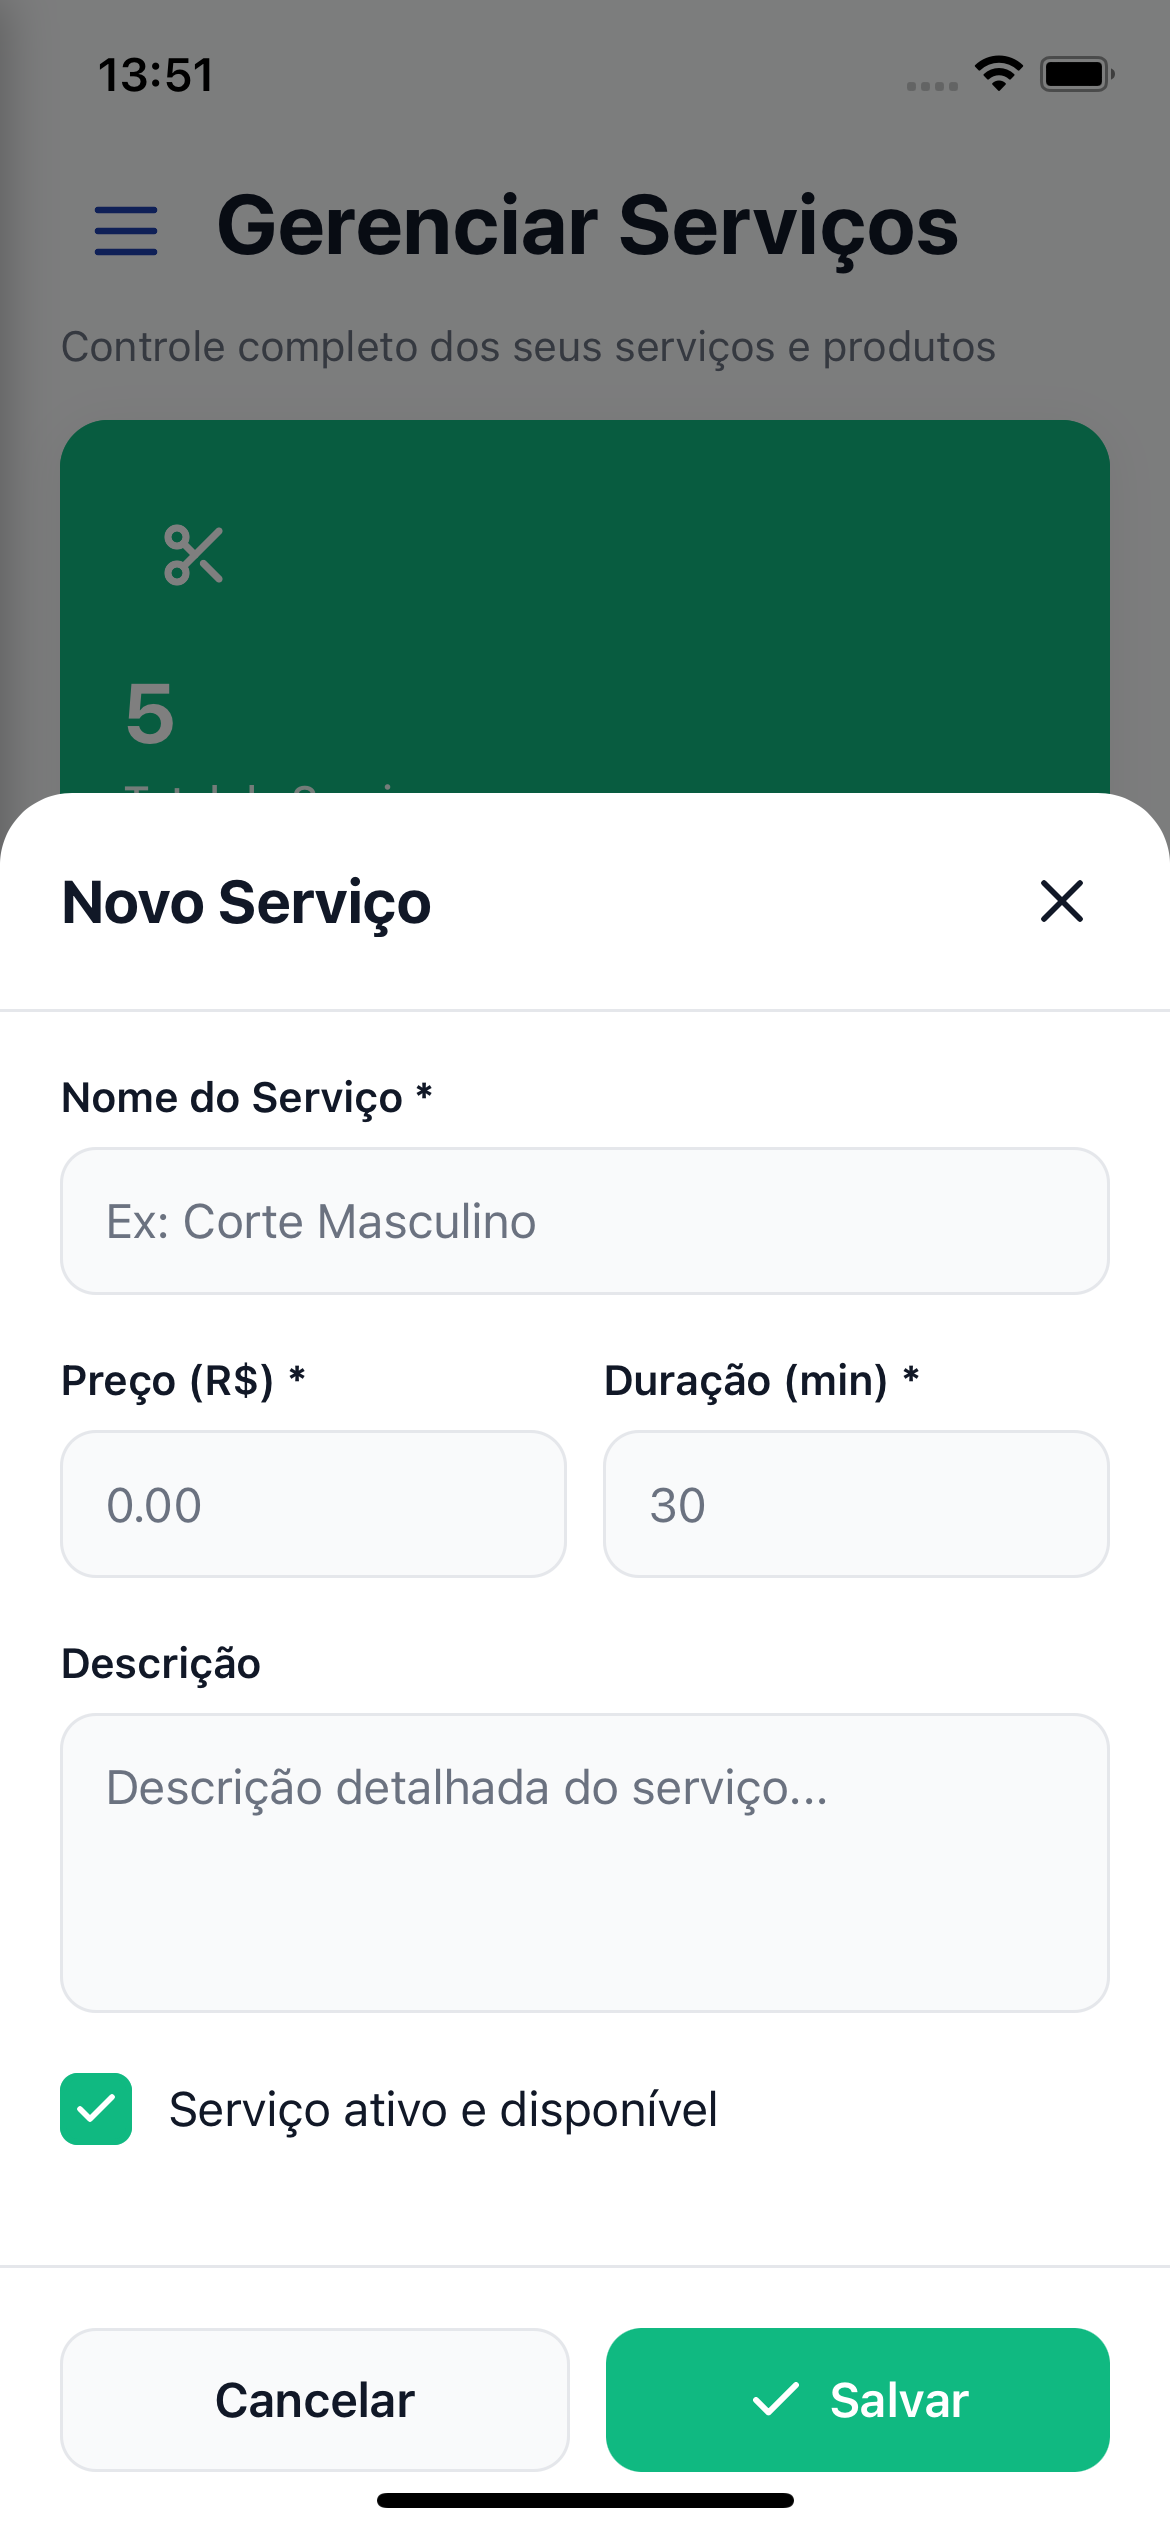 13:51
Gerenciar Serviços
Controle completo dos seus serviços e produtos
5
Novo Serviço
Nome do Serviço *
Ex: Corte Masculino
Preço (R$) *
Duração (min) *
0.00
30
Descrição
Descrição detalhada do serviço...
Serviço ativo e disponível
Cancelar
Salvar